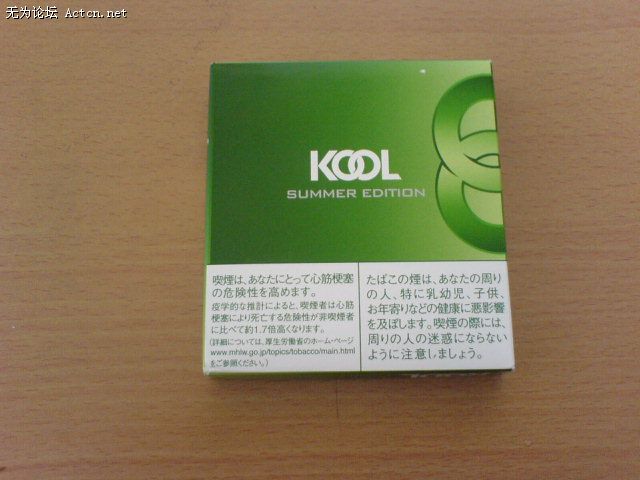 无为论坛 Actcn.net
KOOL
SUMMER EDITION
喫煙は、あなたにとって心筋梗塞
の危険性を高めます。
疫学的な推計によると、喫煙者は心筋
梗塞により死亡する危険性が非喫煙者
に比べて約1.7倍高くなります。
(詳細については、厚生労働省のホーム・ページ
www.mhlw.go.jp/topics/tobacco/main.html
をご参照ください。)
たばこの煙は、あなたの周り
の人、特に乳幼児、子供、
お年寄りなどの健康に悪影響
を及ぼします。喫煙の際には、
周りの人の迷惑にならない
ように注意しましょう。